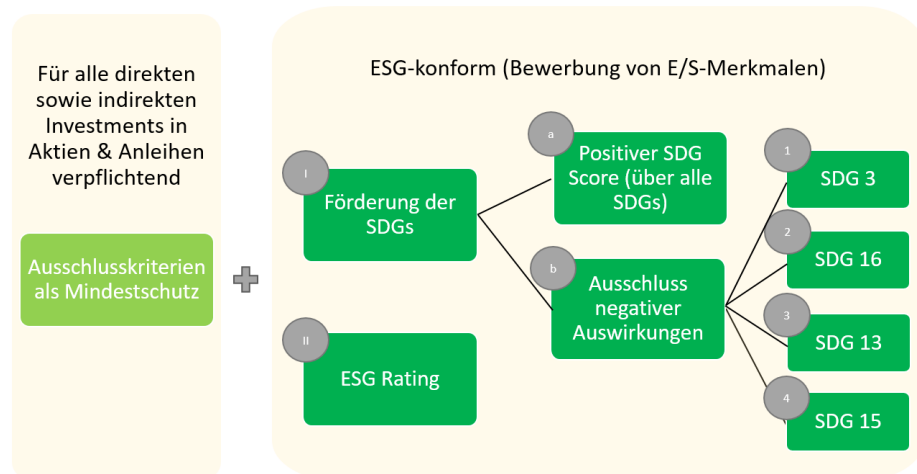 Für alle direkten
sowie indirekten
Investments in
Aktien & Anleihen
verpflichtend
Ausschlusskriterien
als Mindestschutz
ESG-konform (Bewerbung von E/S-Merkmalen)
I
Förderung der
SDGs
II
ESG Rating
a
Positiver SDG
Score (über alle
SDGs)
b
Ausschluss
negativer
Auswirkungen
1
SDG 3
2
SDG 16
3
SDG 13
4
SDG 15